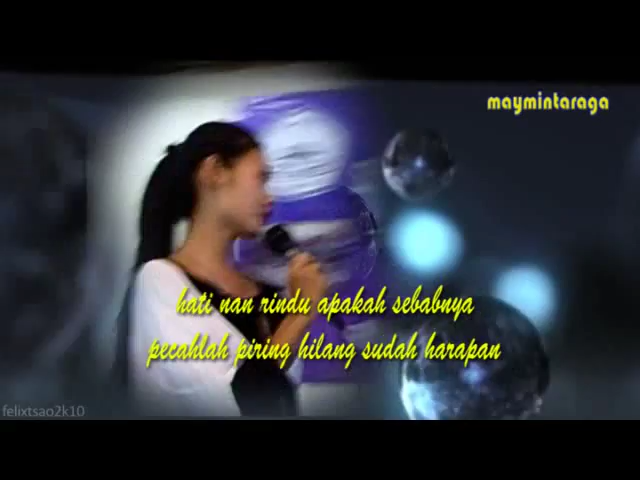 maymintaraga
hati nan rindu apakah sebabnya
pecahlah piring hilang sudah harapan
felixtsao2k10